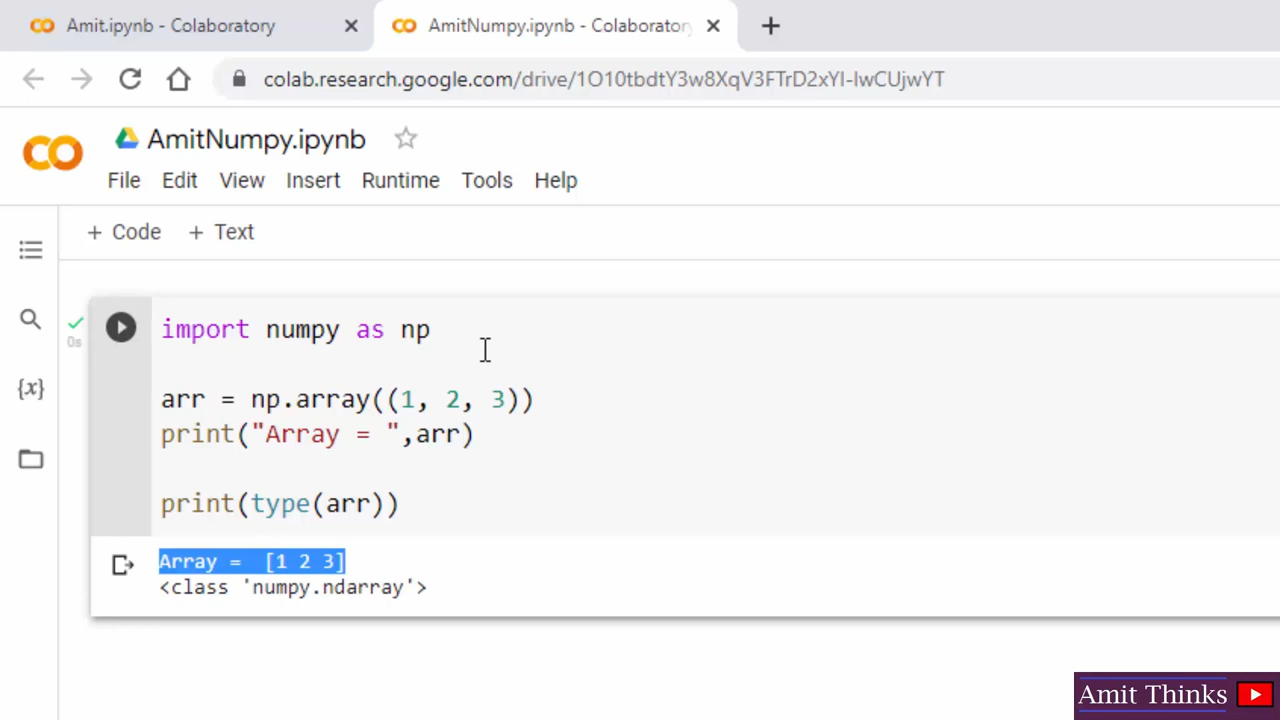 Amit.ipynb - Colaboratory
AmitNumpy.ipynb - Colaboratory
colab.research.google.com/drive/1O10tbdtY3w8XqV3FTrD2xYI-lwCUjwYT
CO AmitNumpy.ipynb
File Edit View Insert Runtime Tools Help
+ Code + Text
import numpy as np
0s
{x}
arr = np.array((1, 2, 3))
print("Array = ",arr)
print(type(arr))
Array =  [1 2 3]
<class 'numpy.ndarray'>
Amit Thinks